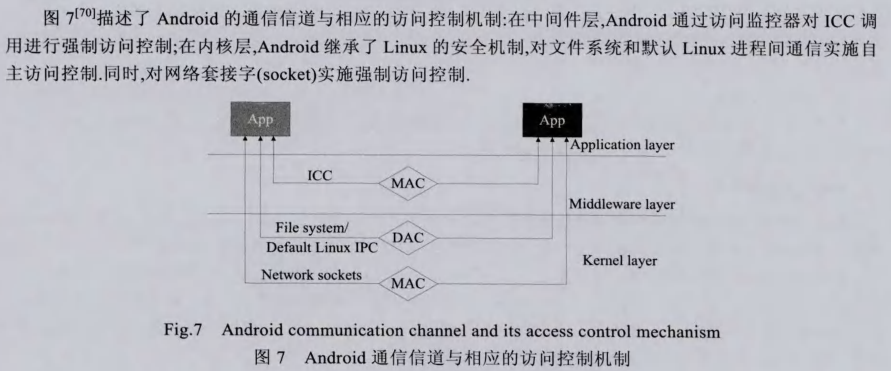 图 7[70]描述了 Android 的通信信道与相应的访问控制机制:在中间件层,Android 通过访问监控器对 ICC 调
用进行强制访问控制;在内核层,Android 继承了 Linux 的安全机制,对文件系统和默认 Linux 进程间通信实施自
主访问控制.同时,对网络套接字(socket)实施强制访问控制.
App
App
Application layer
ICC
MAC
Middleware layer
File system/
Default Linux IPC
DAC
Kernel layer
Network sockets
MAC
Fig.7 Android communication channel and its access control mechanism
图 7 Android 通信信道与相应的访问控制机制